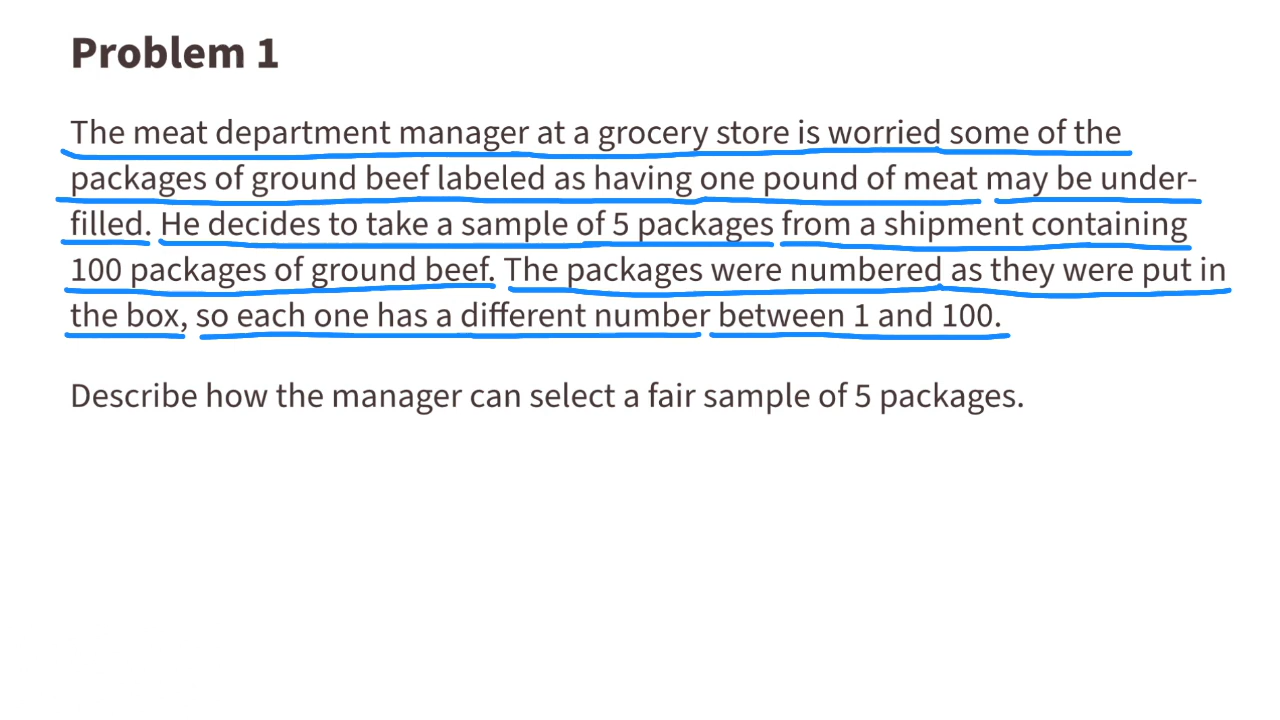 Problem 1
The meat department manager at a grocery store is worried some of the
packages of ground beef labeled as having one pound of meat may be under-
filled. He decides to take a sample of 5 packages from a shipment containing
100 packages of ground beef. The packages were numbered as they were put in
the box, so each one has a different number between 1 and 100.
Describe how the manager can select a fair sample of 5 packages.